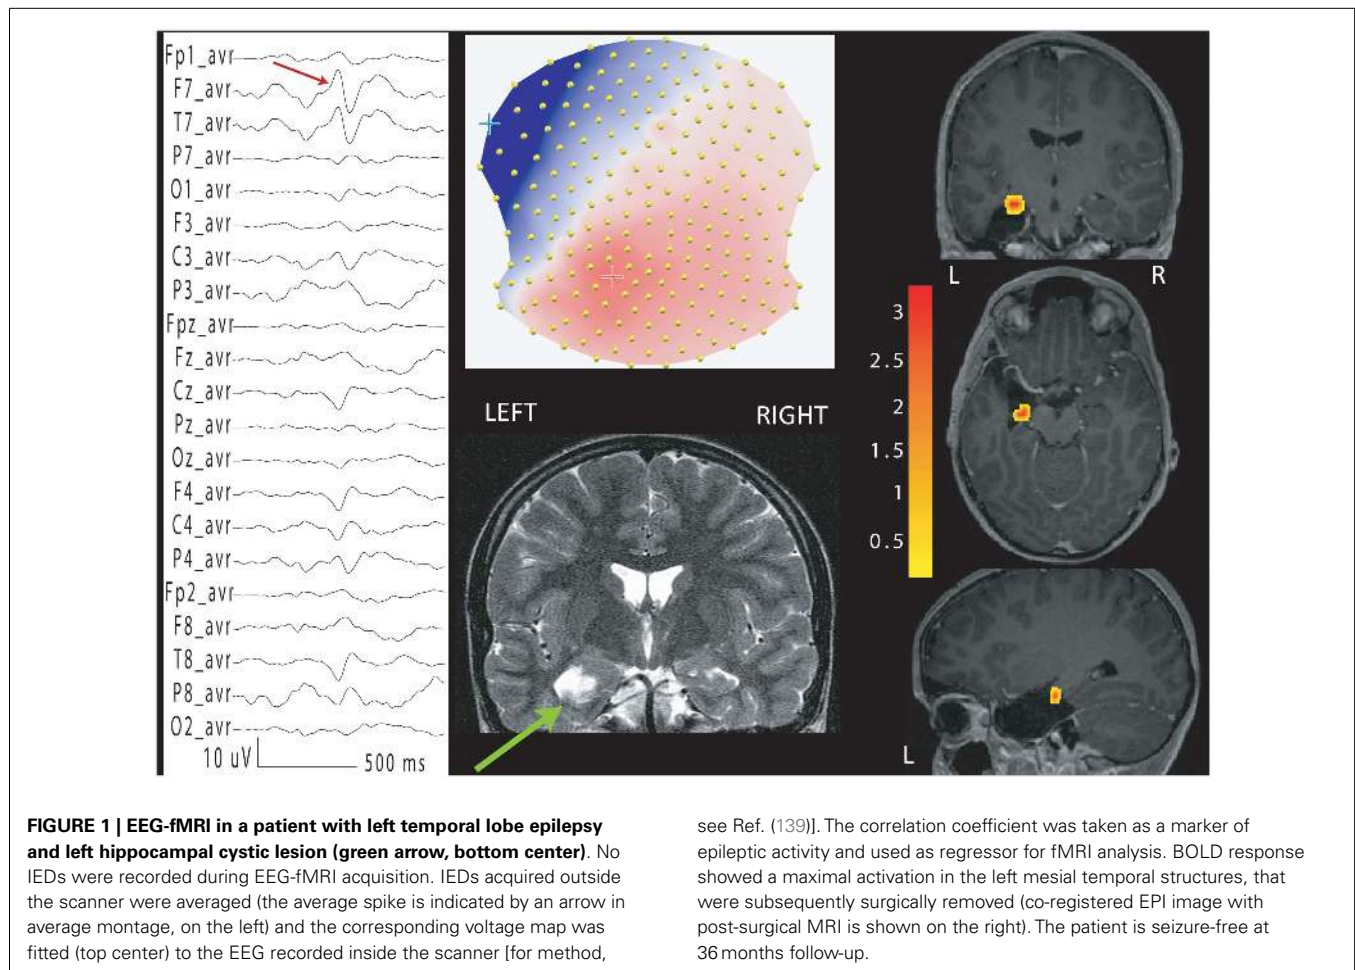 Fp1_avr
F7_avr
T7_avr
P7_avr
O1_avr
F3_avr
C3_avr
P3_avr
Fpz_avr
Fz_avr
Cz_avr
Pz_avr
Oz_avr
F4_avr
C4_avr
P4_avr
Fp2_avr
F8_avr
T8_avr
P8_avr
O2_avr
10 uV
500 ms
LEFT
RIGHT
L
R
3
2.5
2
1.5
1
0.5
L
FIGURE 1 | EEG-fMRI in a patient with left temporal lobe epilepsy
and left hippocampal cystic lesion (green arrow, bottom center). No
IEDs were recorded during EEG-fMRI acquisition. IEDs acquired outside
the scanner were averaged (the average spike is indicated by an arrow in
average montage, on the left) and the corresponding voltage map was
fitted (top center) to the EEG recorded inside the scanner [for method,
see Ref. (139)]. The correlation coefficient was taken as a marker of
epileptic activity and used as regressor for fMRI analysis. BOLD response
showed a maximal activation in the left mesial temporal structures, that
were subsequently surgically removed (co-registered EPI image with
post-surgical MRI is shown on the right). The patient is seizure-free at
36 months follow-up.